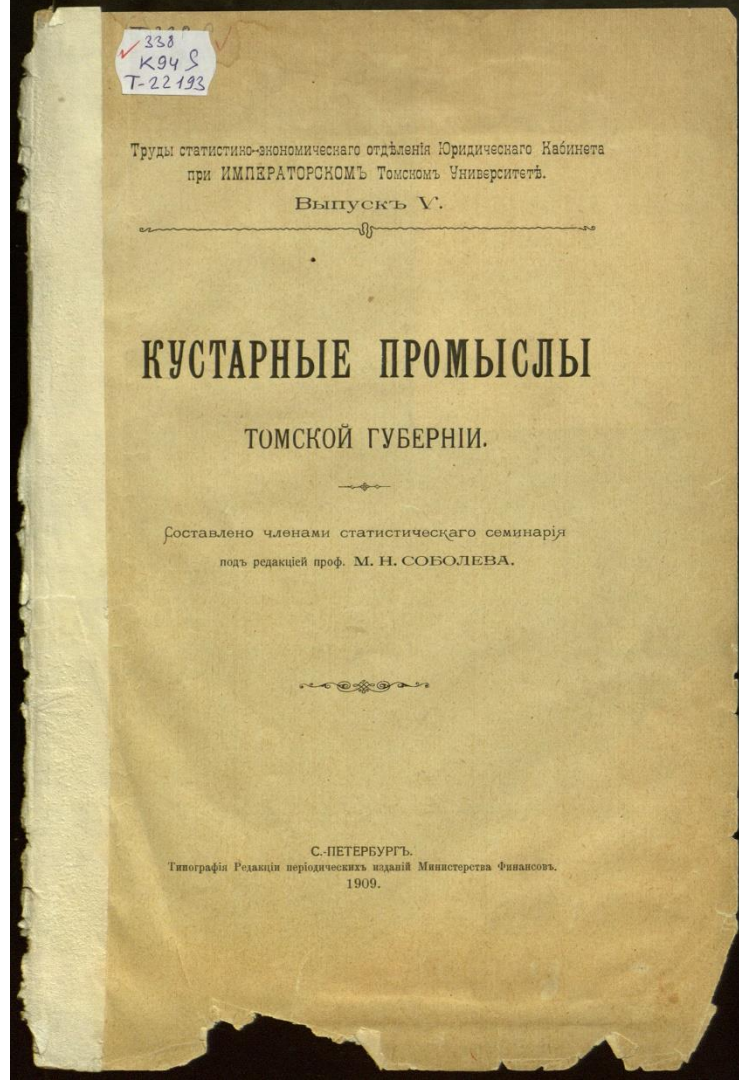 338
К94 S
Т-22193
Труды статистико-экономическаго отдѣленія Юридическаго Кабинета
при ИМПЕРАТОРСКОМЪ Томскомъ Университетѣ.
Выпускъ V.
КУСТАРНЫЕ ПРОМЫСЛЫ
ТОМСКОЙ ГУБЕРНІИ.
Составлено членами статистическаго семинарія
подъ редакціей проф. М. Н. СОБОЛЕВА.
С.-ПЕТЕРБУРГЪ.
Типографія Редакціи періодическихъ изданій Министерства Финансовъ.
1909.